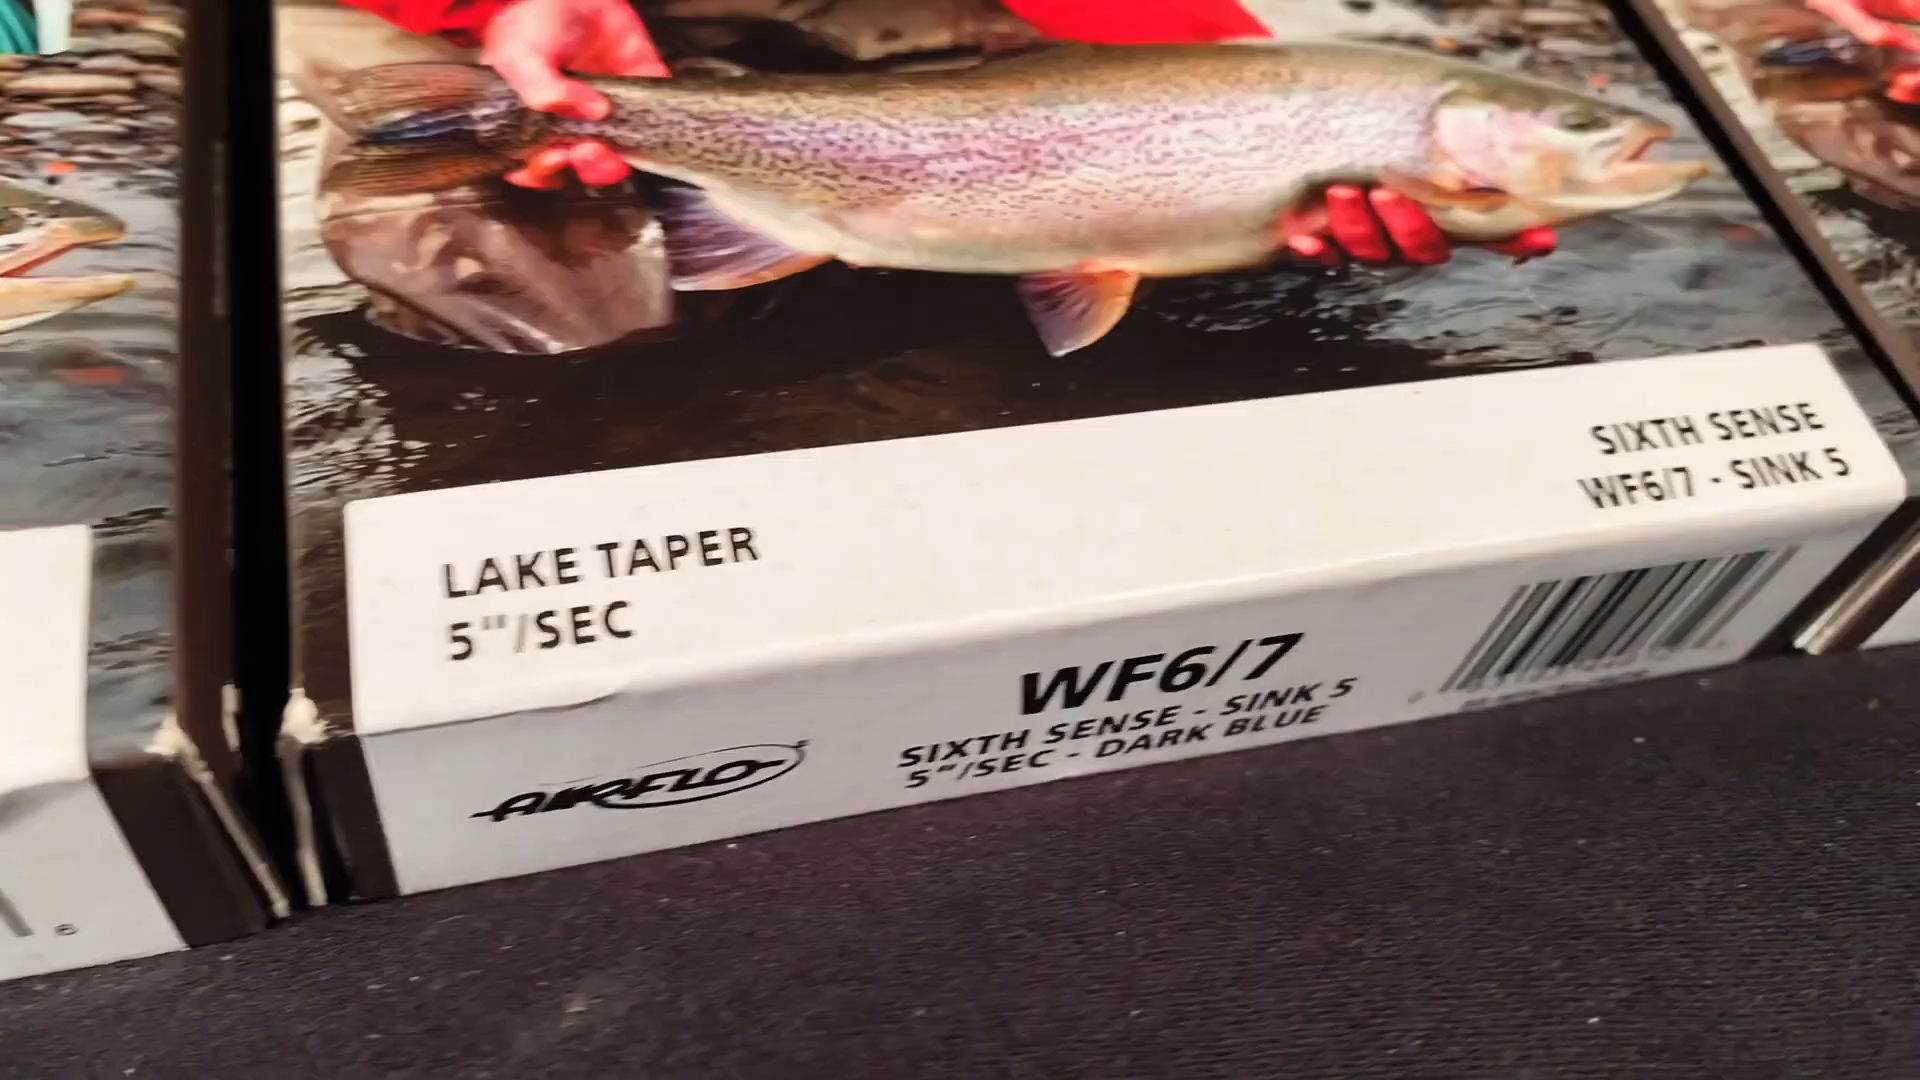 SIXTH SENSE
WF6/7 - SINK 5
LAKE TAPER
5"/SEC
WF6/7
SIXTH SENSE - SINK 5
5"/SEC - DARK BLUE
AIRFLO
6